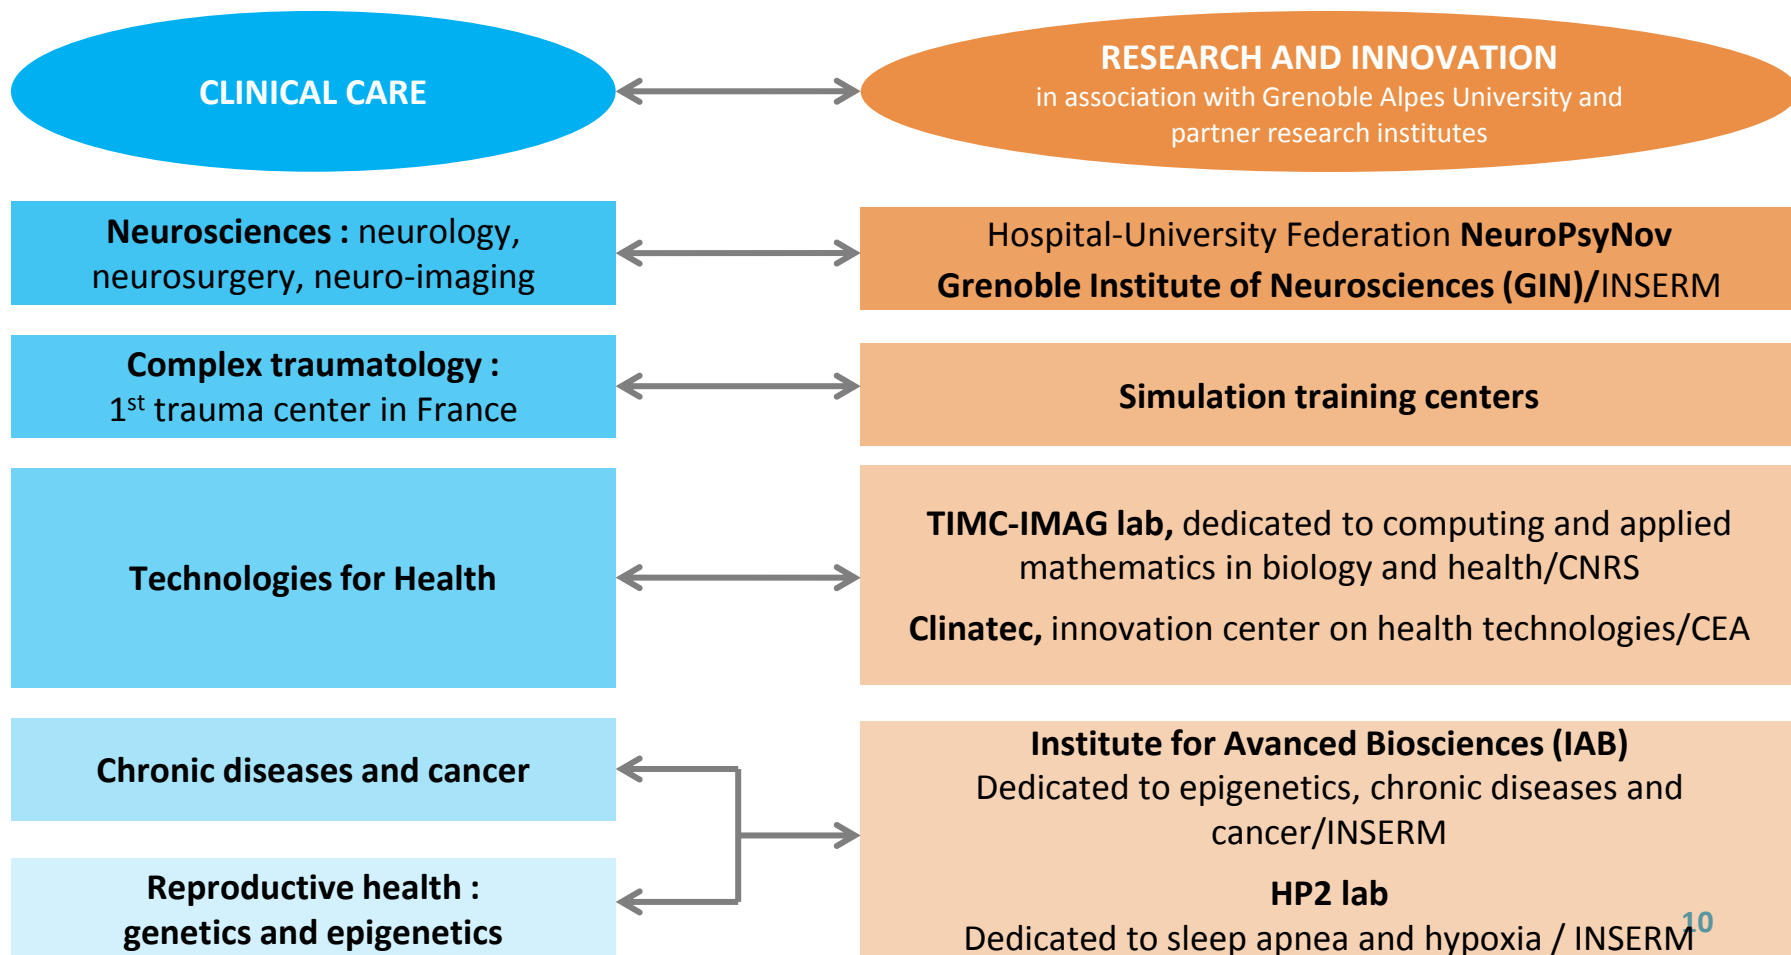 CLINICAL CARE
RESEARCH AND INNOVATION
in association with Grenoble Alpes University and
partner research institutes
Neurosciences : neurology,
neurosurgery, neuro-imaging
Hospital-University Federation NeuroPsyNov
Grenoble Institute of Neurosciences (GIN)/INSERM
Complex traumatology :
1st trauma center in France
Simulation training centers
Technologies for Health
TIMC-IMAG lab, dedicated to computing and applied
mathematics in biology and health/CNRS
Clinatec, innovation center on health technologies/CEA
Chronic diseases and cancer
Reproductive health :
genetics and epigenetics
Institute for Avanced Biosciences (IAB)
Dedicated to epigenetics, chronic diseases and
cancer/INSERM
HP2 lab
Dedicated to sleep apnea and hypoxia / INSERM
10